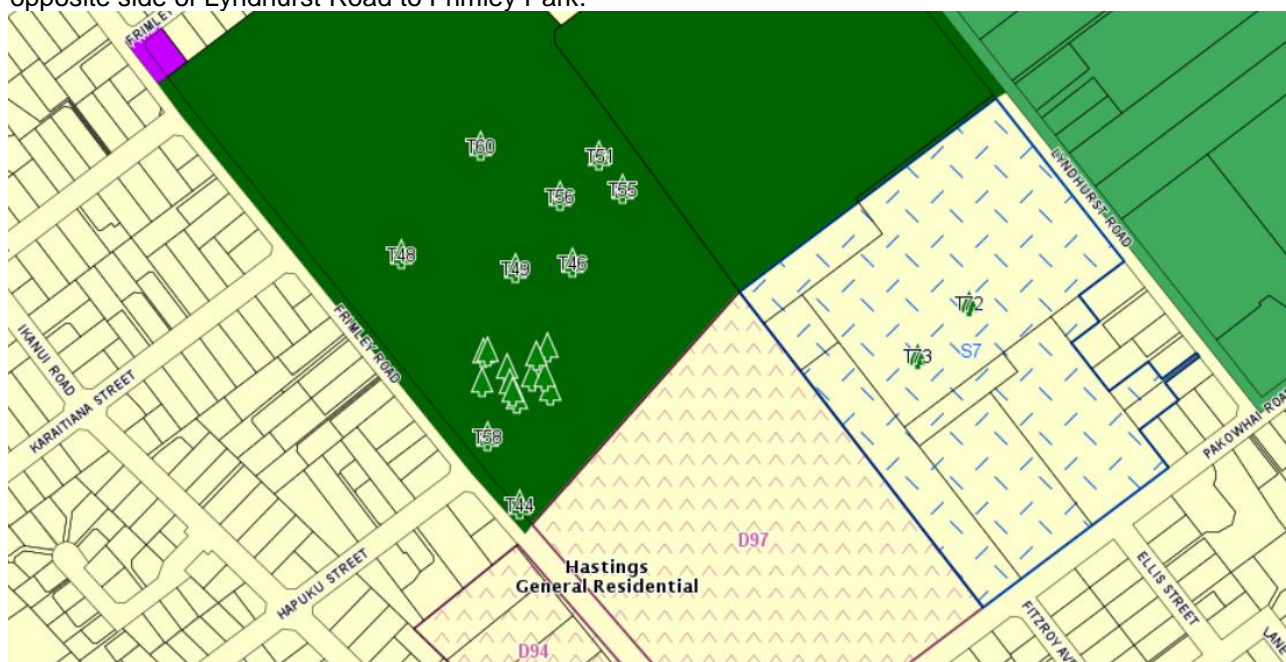 opposite side of Lyndhurst Road to Frimley Park.
FRIMLEY
T60
T51
T56
T55
T48
T49
T46
LYNDHURST ROAD
T72
T73
S7
IKANUI ROAD
FRIMLEY ROAD
KARAITIANA STREET
T58
PAKOWHAI ROAD
T44
D97
Hastings
General Residential
HAPUKU STREET
ELLIS STREET
FITZROY AV
D94
LAN